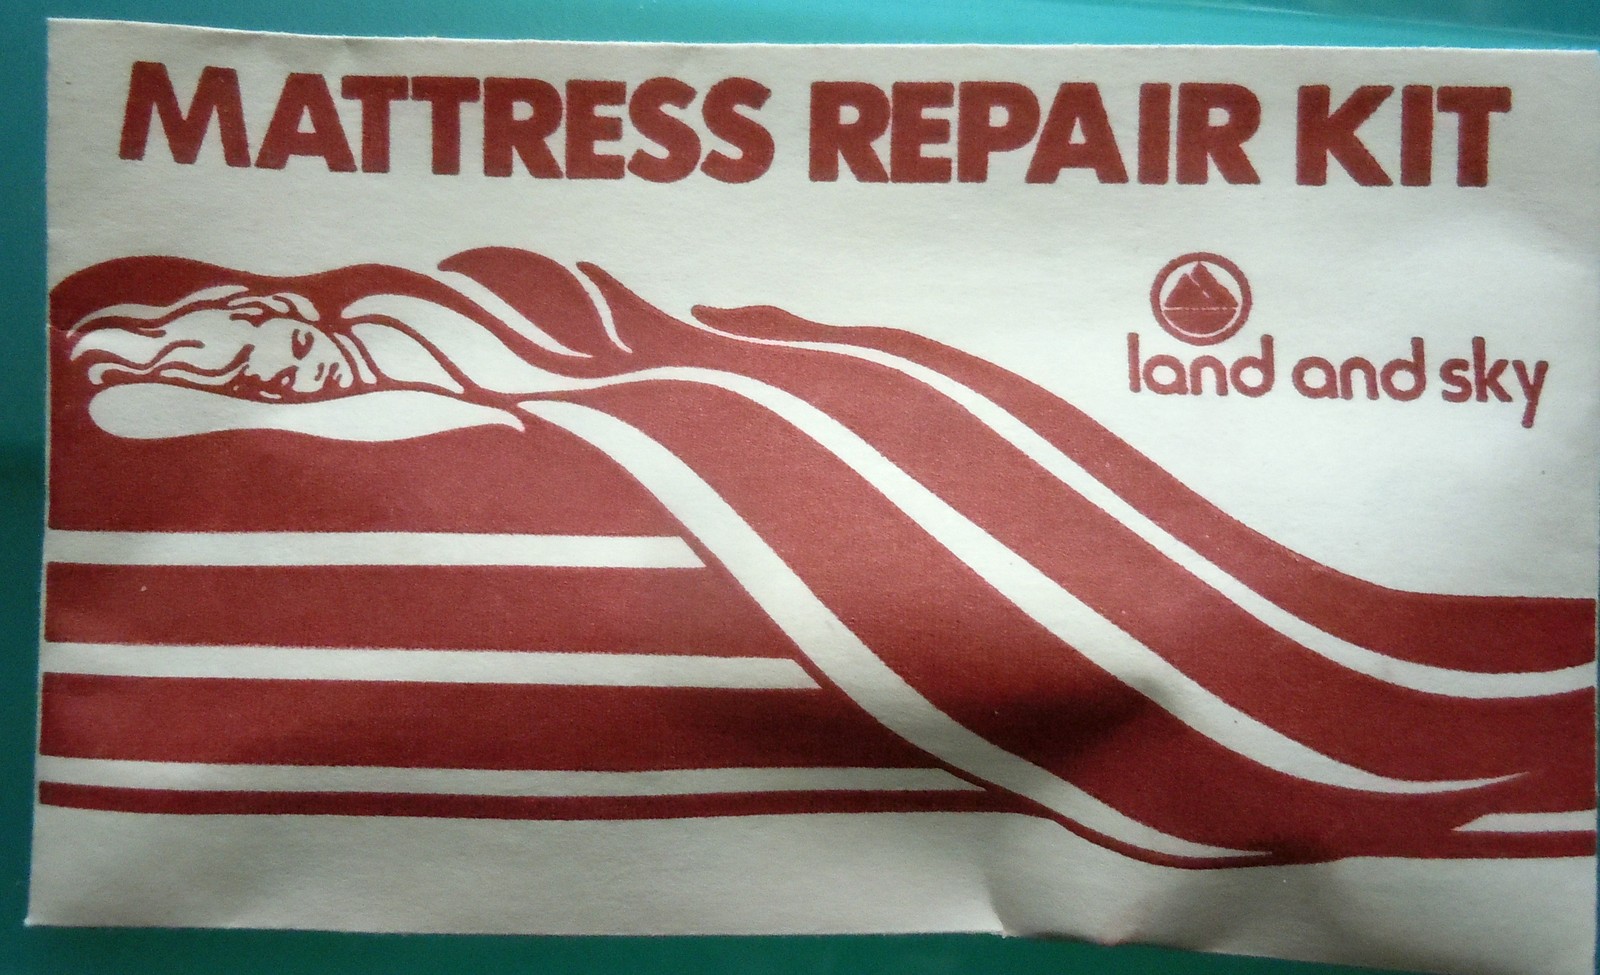 MATTRESS REPAIR KIT
land and sky